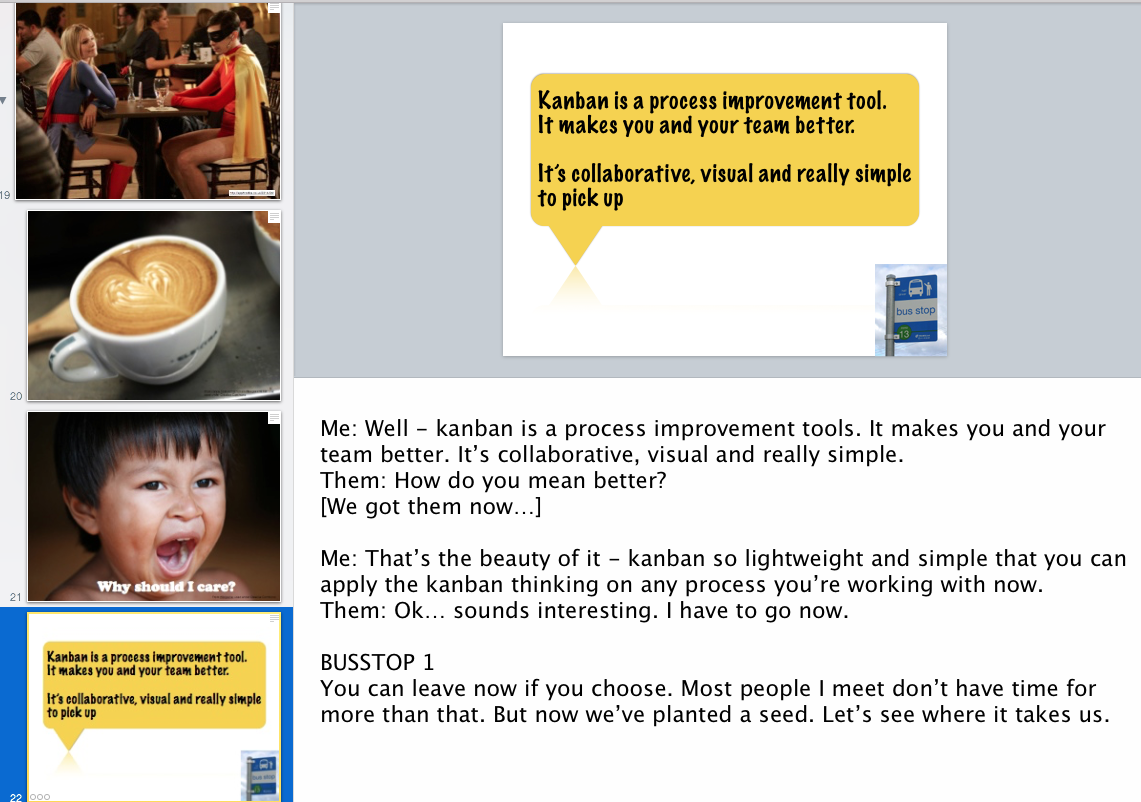 19
20
Why should I care?
21
Kanban is a process improvement tool.
It makes you and your team better.
It's collaborative, visual and really simple
to pick up
bus stop
22
Kanban is a process improvement tool.
It makes you and your team better.
It's collaborative, visual and really simple
to pick up
bus stop
13
Me: Well – kanban is a process improvement tools. It makes you and your
team better. It's collaborative, visual and really simple.
Them: How do you mean better?
[We got them now…]
Me: That's the beauty of it – kanban so lightweight and simple that you can
apply the kanban thinking on any process you're working with now.
Them: Ok… sounds interesting. I have to go now.
BUSSTOP 1
You can leave now if you choose. Most people I meet don't have time for
more than that. But now we've planted a seed. Let's see where it takes us.